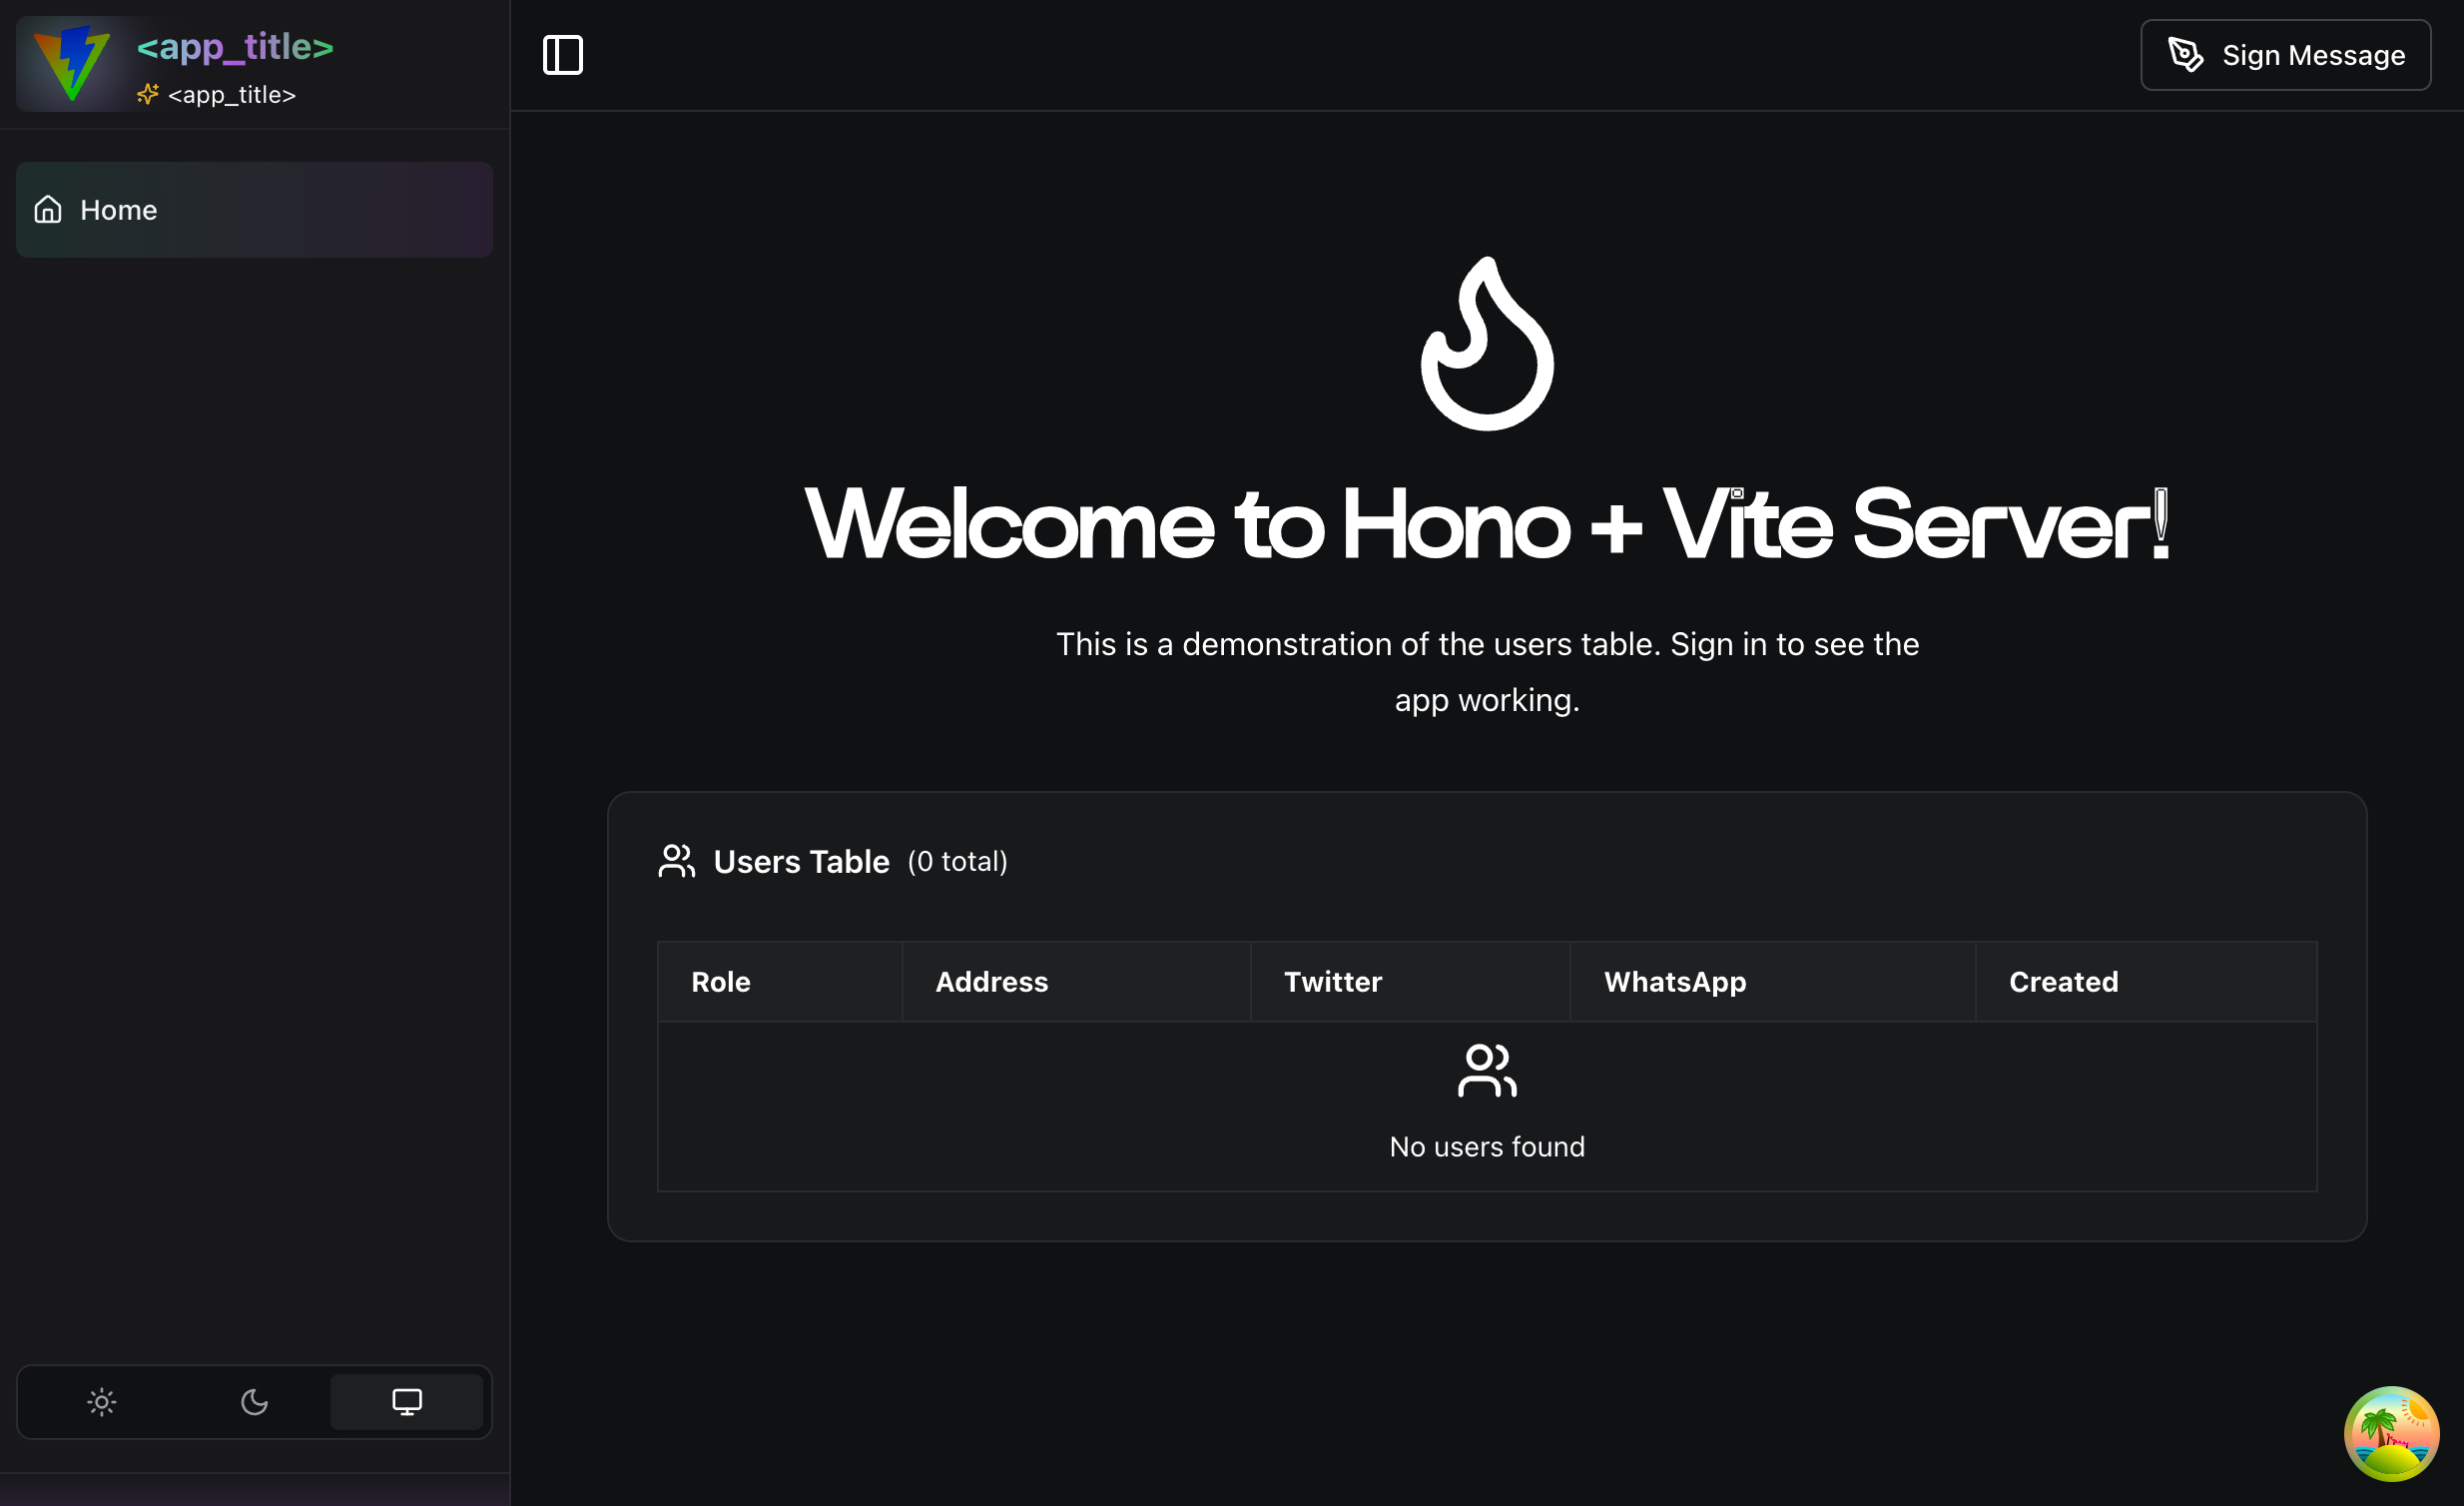 <app_title>
<app_title>
Home
Sign Message
Welcome to Hono + Vite Server!
This is a demonstration of the users table. Sign in to see the
app working.
Users Table (0 total)
Role Address Twitter WhatsApp Created
No users found